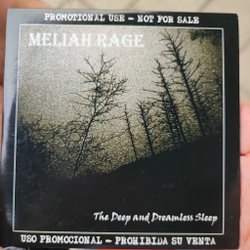 PROMOTIONAL USE – NOT FOR SALE
MELIAH RAGE
The Deep and Dreamless Sleep
USO PROMOCIONAL – PROHIBIDA SU VENTA